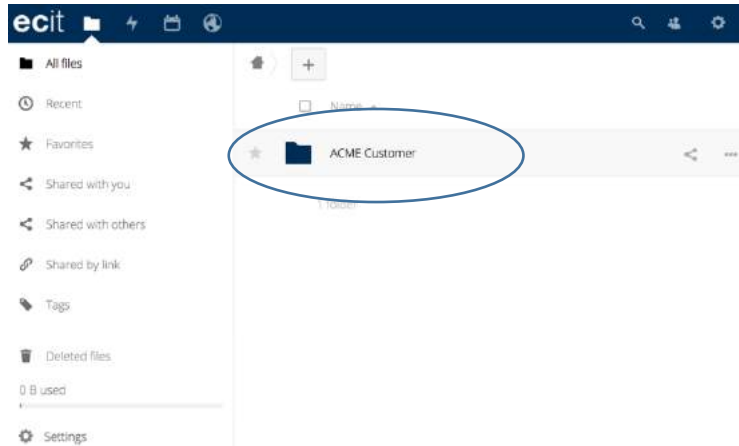 ecit
All files
Recent
Favorites
Shared with you
Shared with others
Shared by link
Tags
Deleted files
0 B used
Settings
+
Name
ACME Customer
1 folder